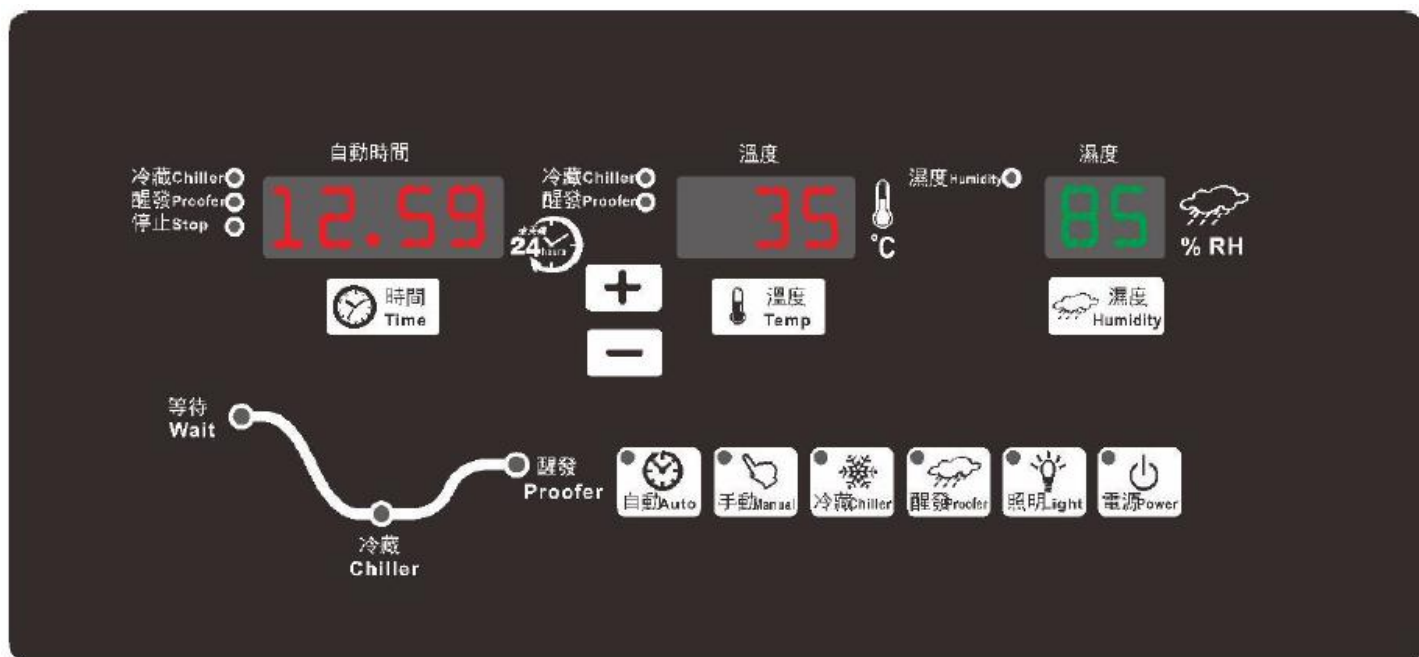 自動時間
冷藏Chiller
醒發Proofer
停止Stop
12.59
24
hours
時間
Time
+
−
溫度
冷藏Chiller
醒發Proofer
35
°C
溫度
Temp
濕度
濕度Humidity
85
% RH
濕度
Humidity
等待
Wait
冷藏
Chiller
醒發
Proofer
自動Auto
手動Manual
冷藏Chiller
醒發Proofer
照明Light
電源Power